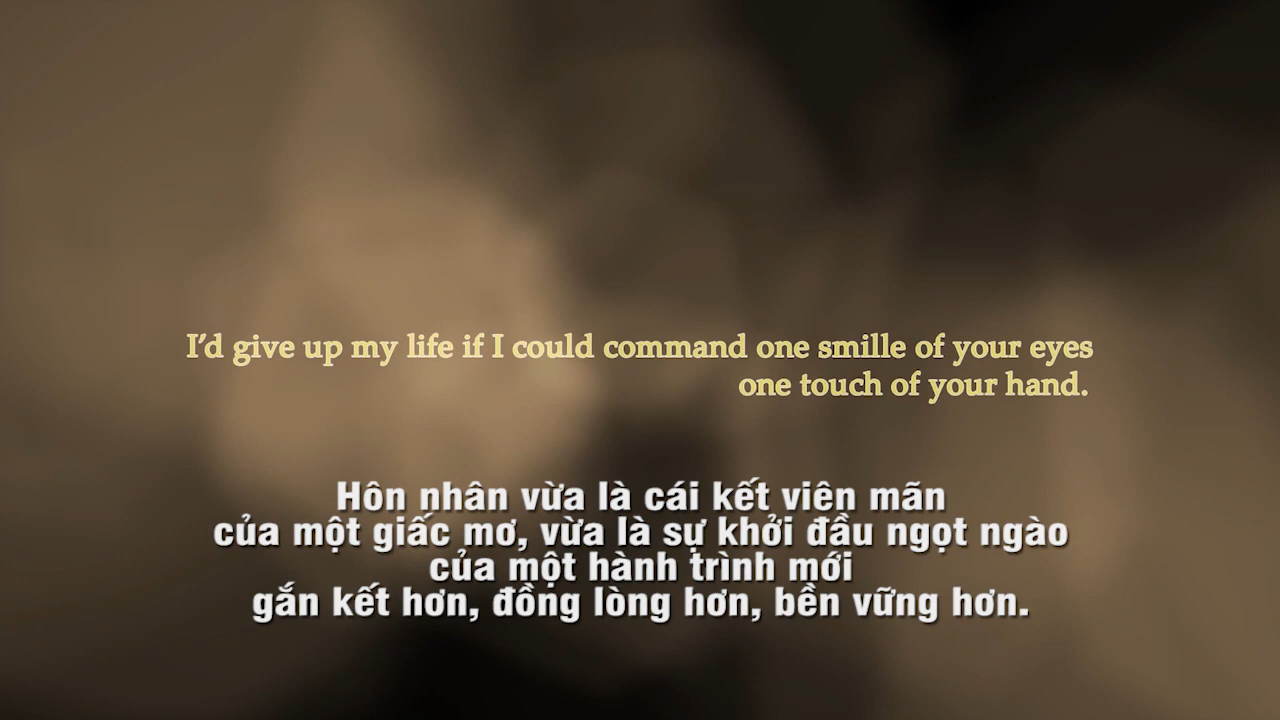 I’d give up my life if I could command one smille of your eyes
one touch of your hand.
Hôn nhân vừa là cái kết viên mãn
của một giấc mơ, vừa là sự khởi đầu ngọt ngào
của một hành trình mới
gắn kết hơn, đồng lòng hơn, bền vững hơn.